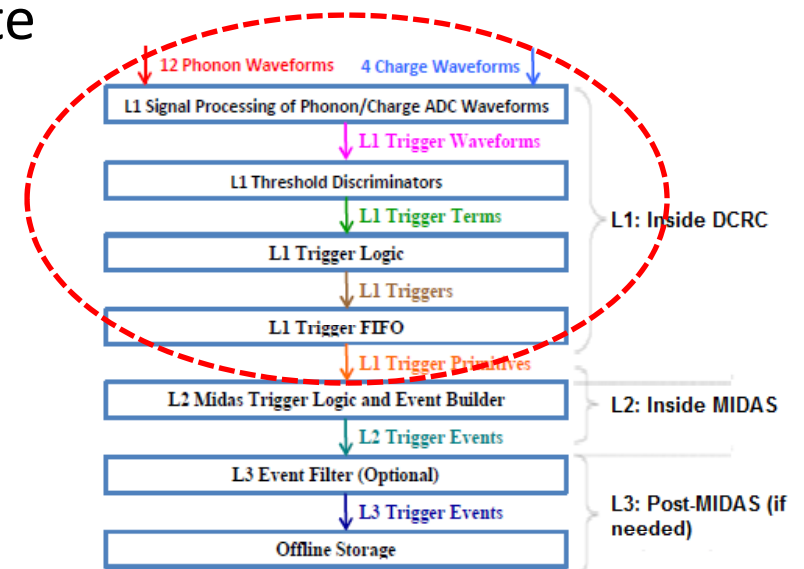 te
12 Phonon Waveforms
4 Charge Waveforms
L1 Signal Processing of Phonon/Charge ADC Waveforms
L1 Trigger Waveforms
L1 Threshold Discriminators
L1 Trigger Terms
L1: Inside DCRC
L1 Trigger Logic
L1 Triggers
L1 Trigger FIFO
L1 Trigger Primitives
L2 Midas Trigger Logic and Event Builder
L2: Inside MIDAS
L2 Trigger Events
L3 Event Filter (Optional)
L3 Trigger Events
L3: Post-MIDAS (if
needed)
Offline Storage